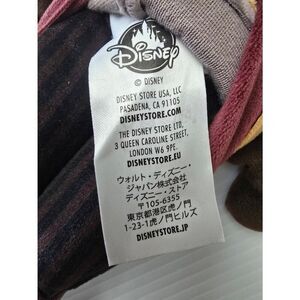 Disney
© DISNEY
DISNEY STORE USA, LLC
PASADENA, CA 91105
DISNEYSTORE.COM
THE DISNEY STORE LTD.
3 QUEEN CAROLINE STREET,
LONDON W6 9PE.
DISNEYSTORE.EU
ウォルト・ディズニー・
ジャパン株式会社
ディズニー・ストア
〒105-6355
東京都港区虎ノ門
1-23-1虎ノ門ヒルズ
DISNEYSTORE.JP